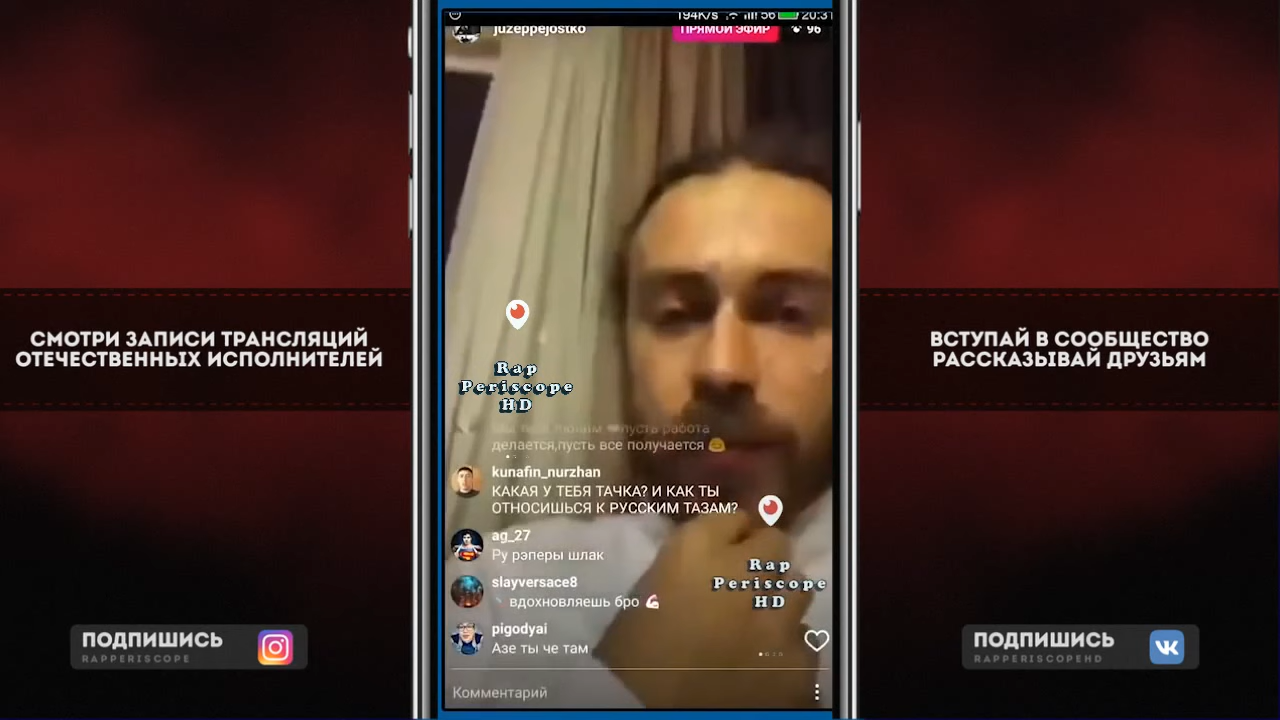 194K/s 56 20:31
juzeppejostko
ПРЯМОЙ ЭФИР
96
СМОТРИ ЗАПИСИ ТРАНСЛЯЦИЙ
ОТЕЧЕСТВЕННЫХ ИСПОЛНИТЕЛЕЙ
ВСТУПАЙ В СООБЩЕСТВО
РАССКАЗЫВАЙ ДРУЗЬЯМ
Rap
Periscope
HD
пусть работа
делается,пусть все получается
kunafin_nurzhan
КАКАЯ У ТЕБЯ ТАЧКА? И КАК ТЫ
ОТНОСИШЬСЯ К РУССКИМ ТАЗАМ?
ag_27
Ру рэперы шлак
slayversace8
вдохновляешь бро
pigodyai
Азе ты че там
Rap
Periscope
HD
Комментарий
ПОДПИШИСЬ
RAPPERISCOPE
ПОДПИШИСЬ
RAPPERISCOPEHD